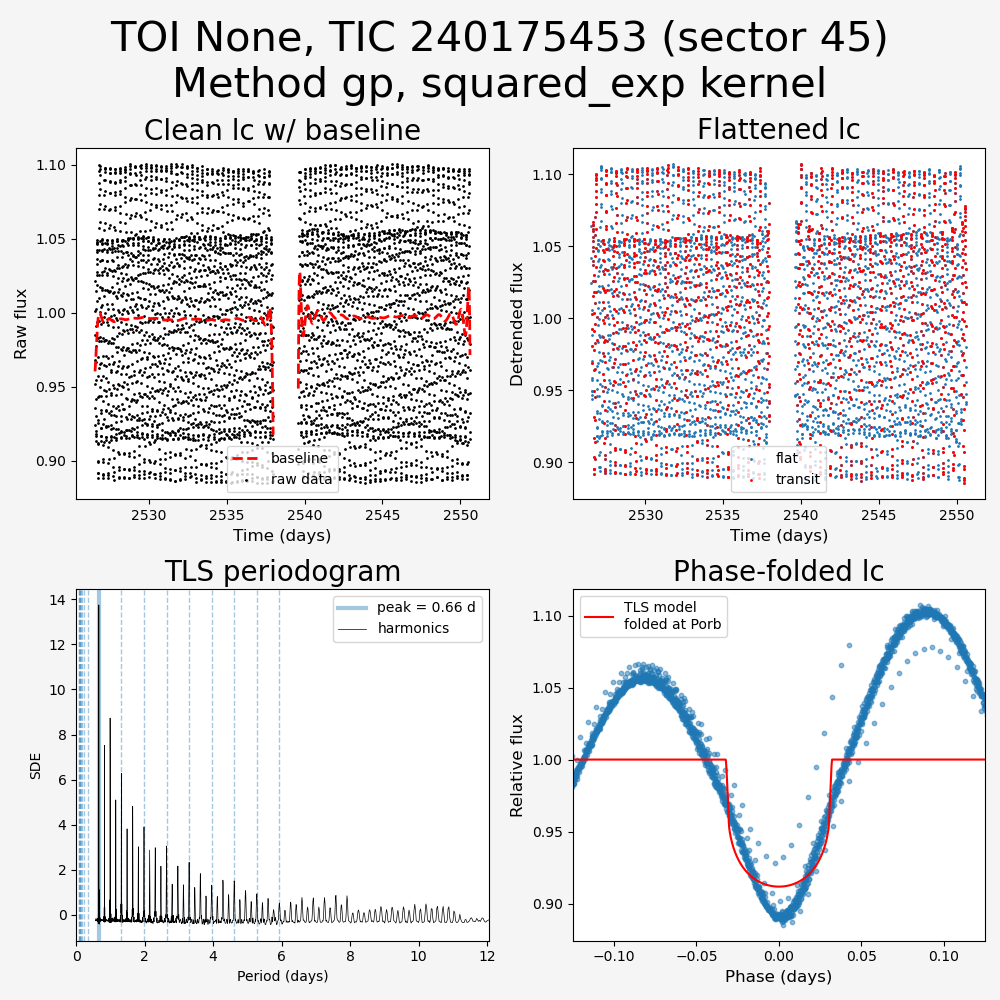 TOI None, TIC 240175453 (sector 45)
Method gp, squared_exp kernel
Clean lc w/ baseline
1.10
1.05
1.00
0.95
0.90
Raw flux
baseline
raw data
2530
2535
2540
2545
2550
Time (days)
Flattened lc
1.10
1.05
1.00
0.95
0.90
Detrended flux
flat
transit
2530
2535
2540
2545
2550
Time (days)
TLS periodogram
14
12
10
8
6
4
2
0
SDE
peak = 0.66 d
harmonics
0
2
4
6
8
10
12
Period (days)
Phase-folded lc
1.10
1.05
1.00
0.95
0.90
Relative flux
TLS model
folded at Porb
−0.10
−0.05
0.00
0.05
0.10
Phase (days)